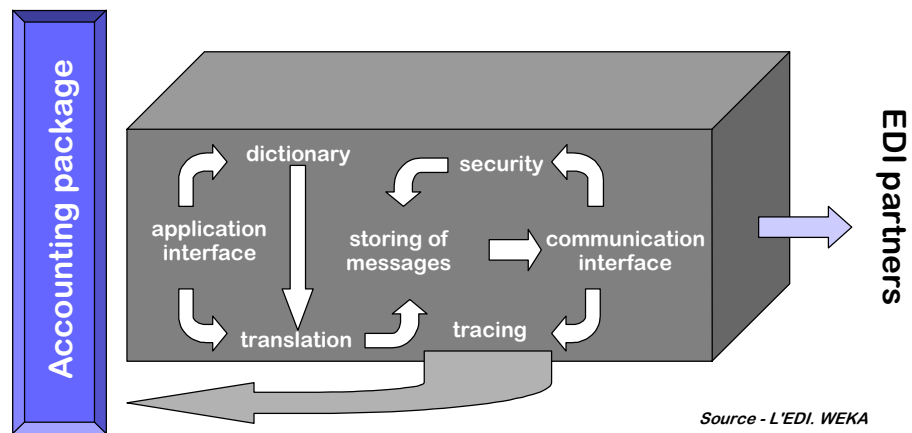 Accounting package
dictionary
security
application
interface
storing of
messages
communication
interface
translation
tracing
EDI partners
Source - L'EDI. WEKA